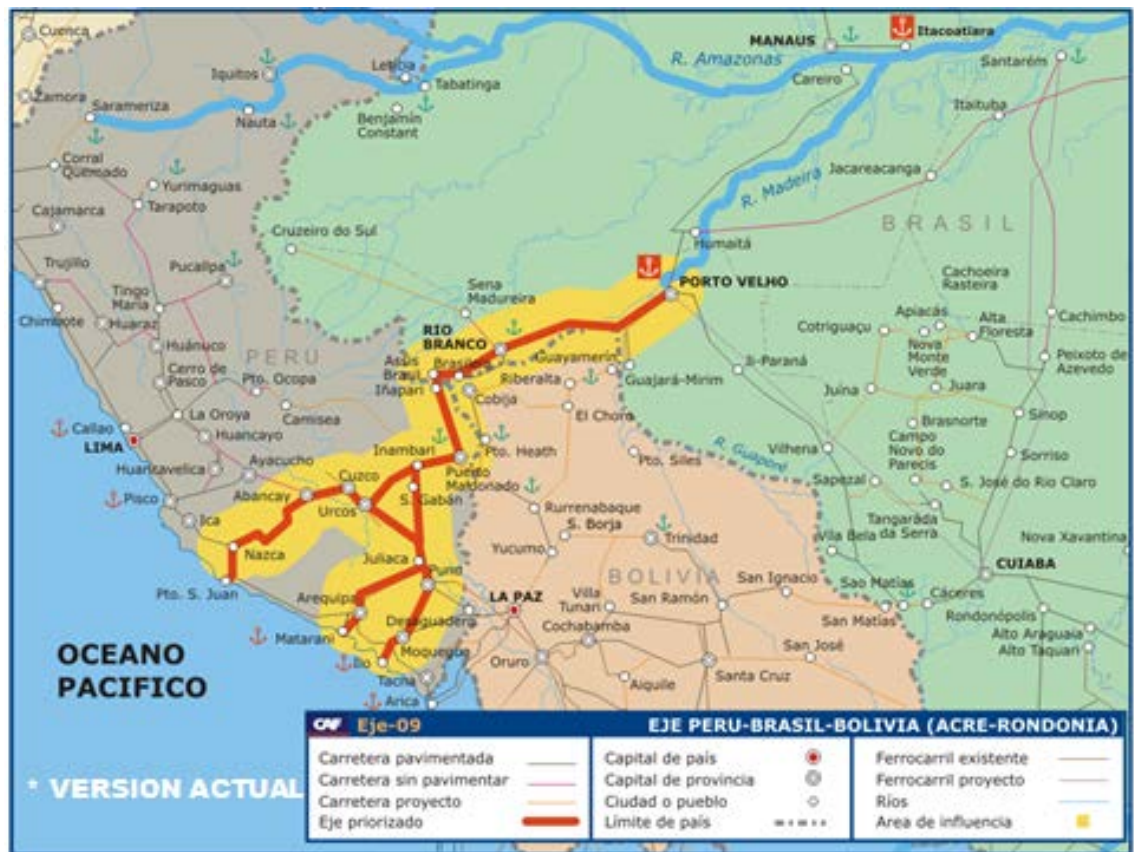 Cuenca
Zamora
Sarameriza
Iquitos
Nauta
Leticia
Tabatinga
Benjamín
Constant
R. Amazonas
MANAUS
Itacoatiara
Careiro
Santarém
Itaituba
Jacareacanga
R. Madeira
Humaitá
BRASIL
Corral
Quemado
Yurimaguas
Tarapoto
Cajamarca
Trujillo
Chimbote
Pucallpa
Tingo
María
Huaraz
Huánuco
Cerro de
Pasco
PERU
Pto. Ocopa
La Oroya
Camisea
Callao
LIMA
Huancayo
Huancavelica
Ayacucho
Pisco
Ica
Cruzeiro do Sul
Sena
Madureira
RIO
BRANCO
PORTO VELHO
Iñapari
Cobija
Guayamerín
Guajará-Mirim
Riberalta
El Choro
Ji-Paraná
Inambari
Pto. Heath
Puerto
Maldonado
S. Gabán
Cuzco
Abancay
Urcos
Nazca
Pto. S. Juan
Juliaca
Puno
Arequipa
Matarani
Desaguadero
Moquegua
Ilo
Tacna
Arica
Cachoeira
Rasteira
Cotriguaçu
Apiacás
Nova
Monte
Verde
Alta
Floresta
Cachimbo
Peixoto de
Azevedo
Juína
Juara
Brasnorte
Campo
Novo do
Parecis
Sinop
Sorriso
Vilhena
R. Guaporé
Pto. Siles
Sapezal
S. José do Rio Claro
Tangaráda
da Serra
Vila Bela
Nova Xavantina
CUIABA
Rurrenabaque
S. Borja
Yucumo
Trinidad
BOLIVIA
San Ignacio
San Ramón
Sao Matías
San Matías
Cáceres
Rondonópolis
Alto Araguaia
Alto Taquari
LA PAZ
Villa
Tunari
Cochabamba
Oruro
Aiquile
Santa Cruz
San José
OCEANO
PACIFICO
* VERSION ACTUAL
CAF Eje-09
EJE PERU-BRASIL-BOLIVIA (ACRE-RONDONIA)
Carretera pavimentada
Carretera sin pavimentar
Carretera proyecto
Eje priorizado
Capital de país
Capital de provincia
Ciudad o pueblo
Límite de país
Ferrocarril existente
Ferrocarril proyecto
Ríos
Area de influencia